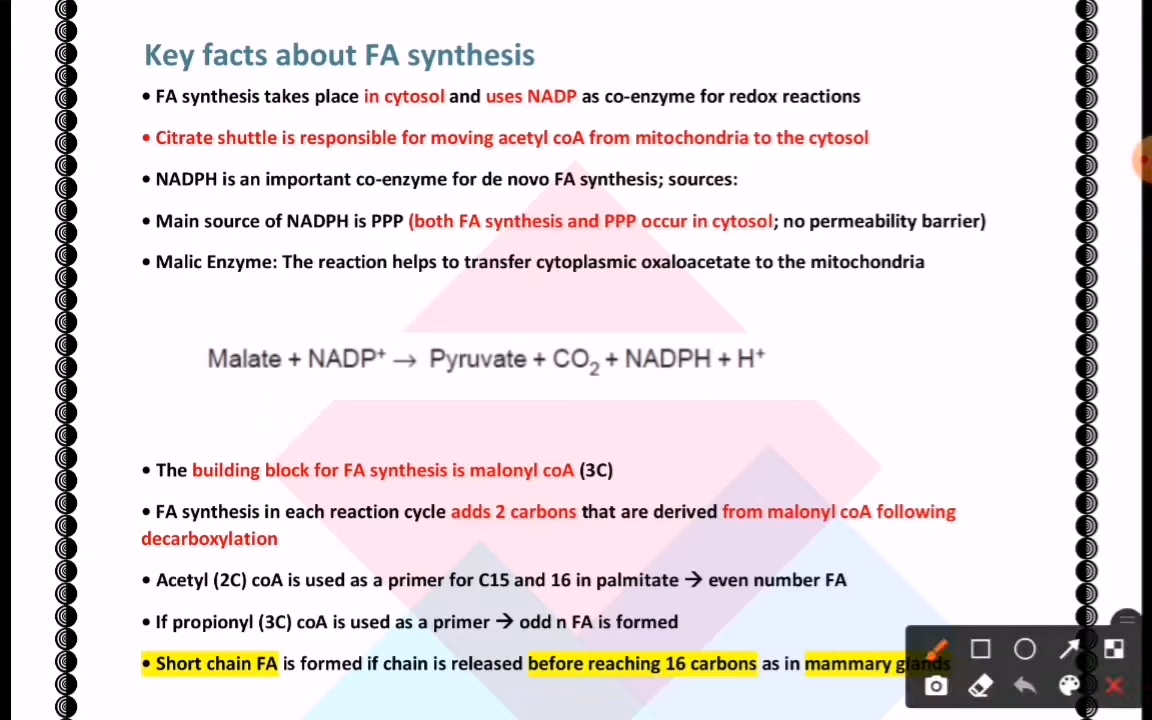 Key facts about FA synthesis
• FA synthesis takes place in cytosol and uses NADP as co-enzyme for redox reactions
• Citrate shuttle is responsible for moving acetyl coA from mitochondria to the cytosol
• NADPH is an important co-enzyme for de novo FA synthesis; sources:
• Main source of NADPH is PPP (both FA synthesis and PPP occur in cytosol; no permeability barrier)
• Malic Enzyme: The reaction helps to transfer cytoplasmic oxaloacetate to the mitochondria
Malate + NADP⁺ → Pyruvate + CO₂ + NADPH + H⁺
• The building block for FA synthesis is malonyl coA (3C)
• FA synthesis in each reaction cycle adds 2 carbons that are derived from malonyl coA following
decarboxylation
• Acetyl (2C) coA is used as a primer for C15 and 16 in palmitate → even number FA
• If propionyl (3C) coA is used as a primer → odd n FA is formed
• Short chain FA is formed if chain is released before reaching 16 carbons as in mammary glands